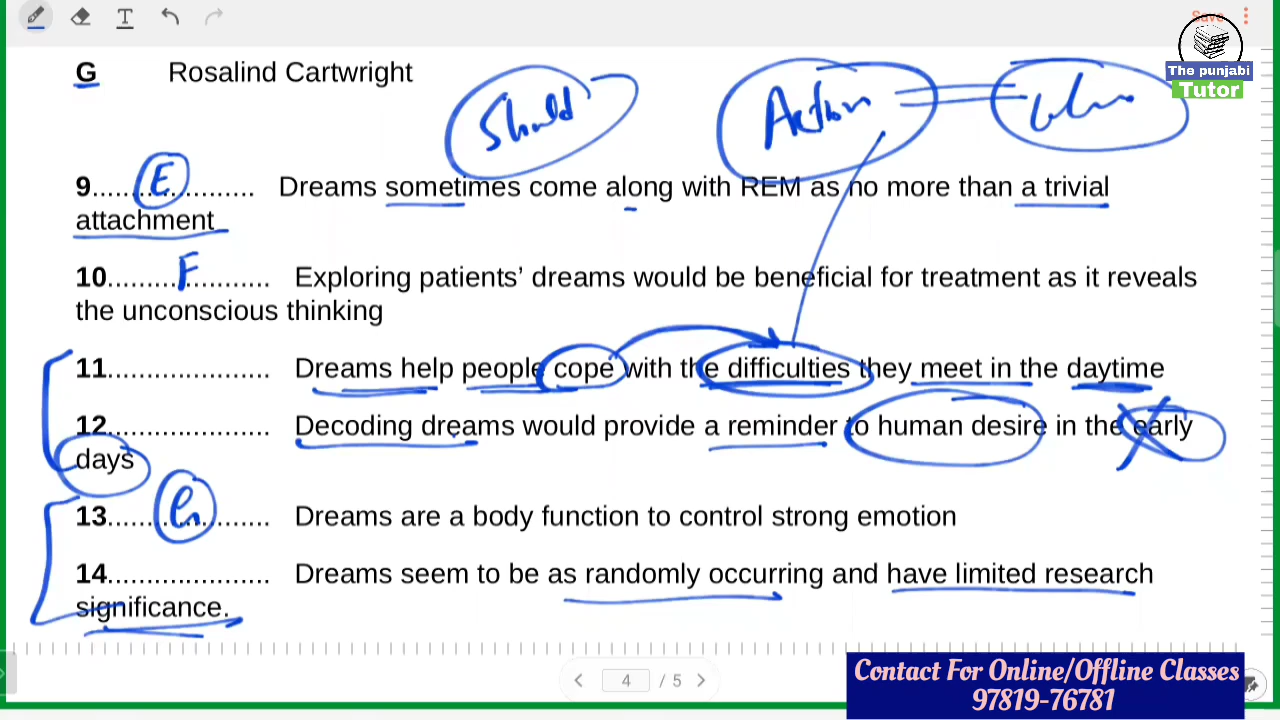 Save
The punjabi
Tutor
G Rosalind Cartwright
Should Action
9......E............ Dreams sometimes come along with REM as no more than a trivial
attachment
10.........F........... Exploring patients’ dreams would be beneficial for treatment as it reveals
the unconscious thinking
11..................... Dreams help people cope with the difficulties they meet in the daytime
12..................... Decoding dreams would provide a reminder to human desire in the early
days
13..................... Dreams are a body function to control strong emotion
14..................... Dreams seem to be as randomly occurring and have limited research
significance.
4 / 5
Contact For Online/Offline Classes
97819-76781